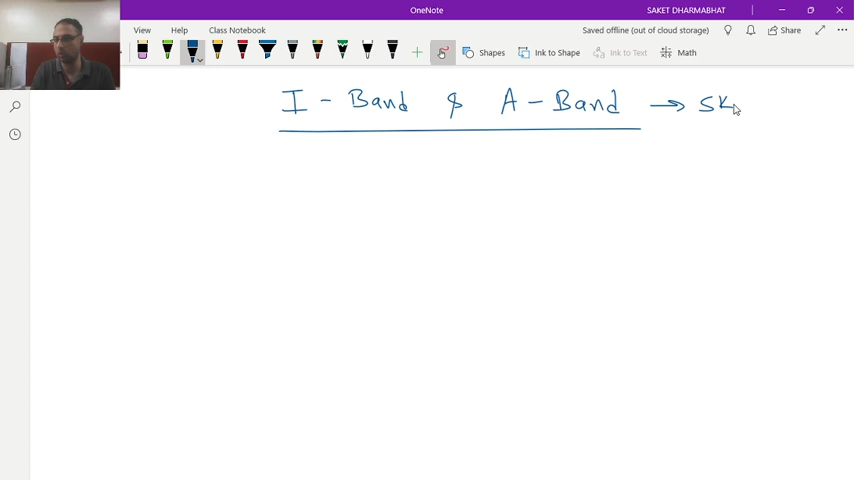 OneNote
SAKET DHARMABHAT
View Help Class Notebook
Saved offline (out of cloud storage)
Share
Shapes
Ink to Shape
Ink to Text
Math
I - Band & A - Band → SK